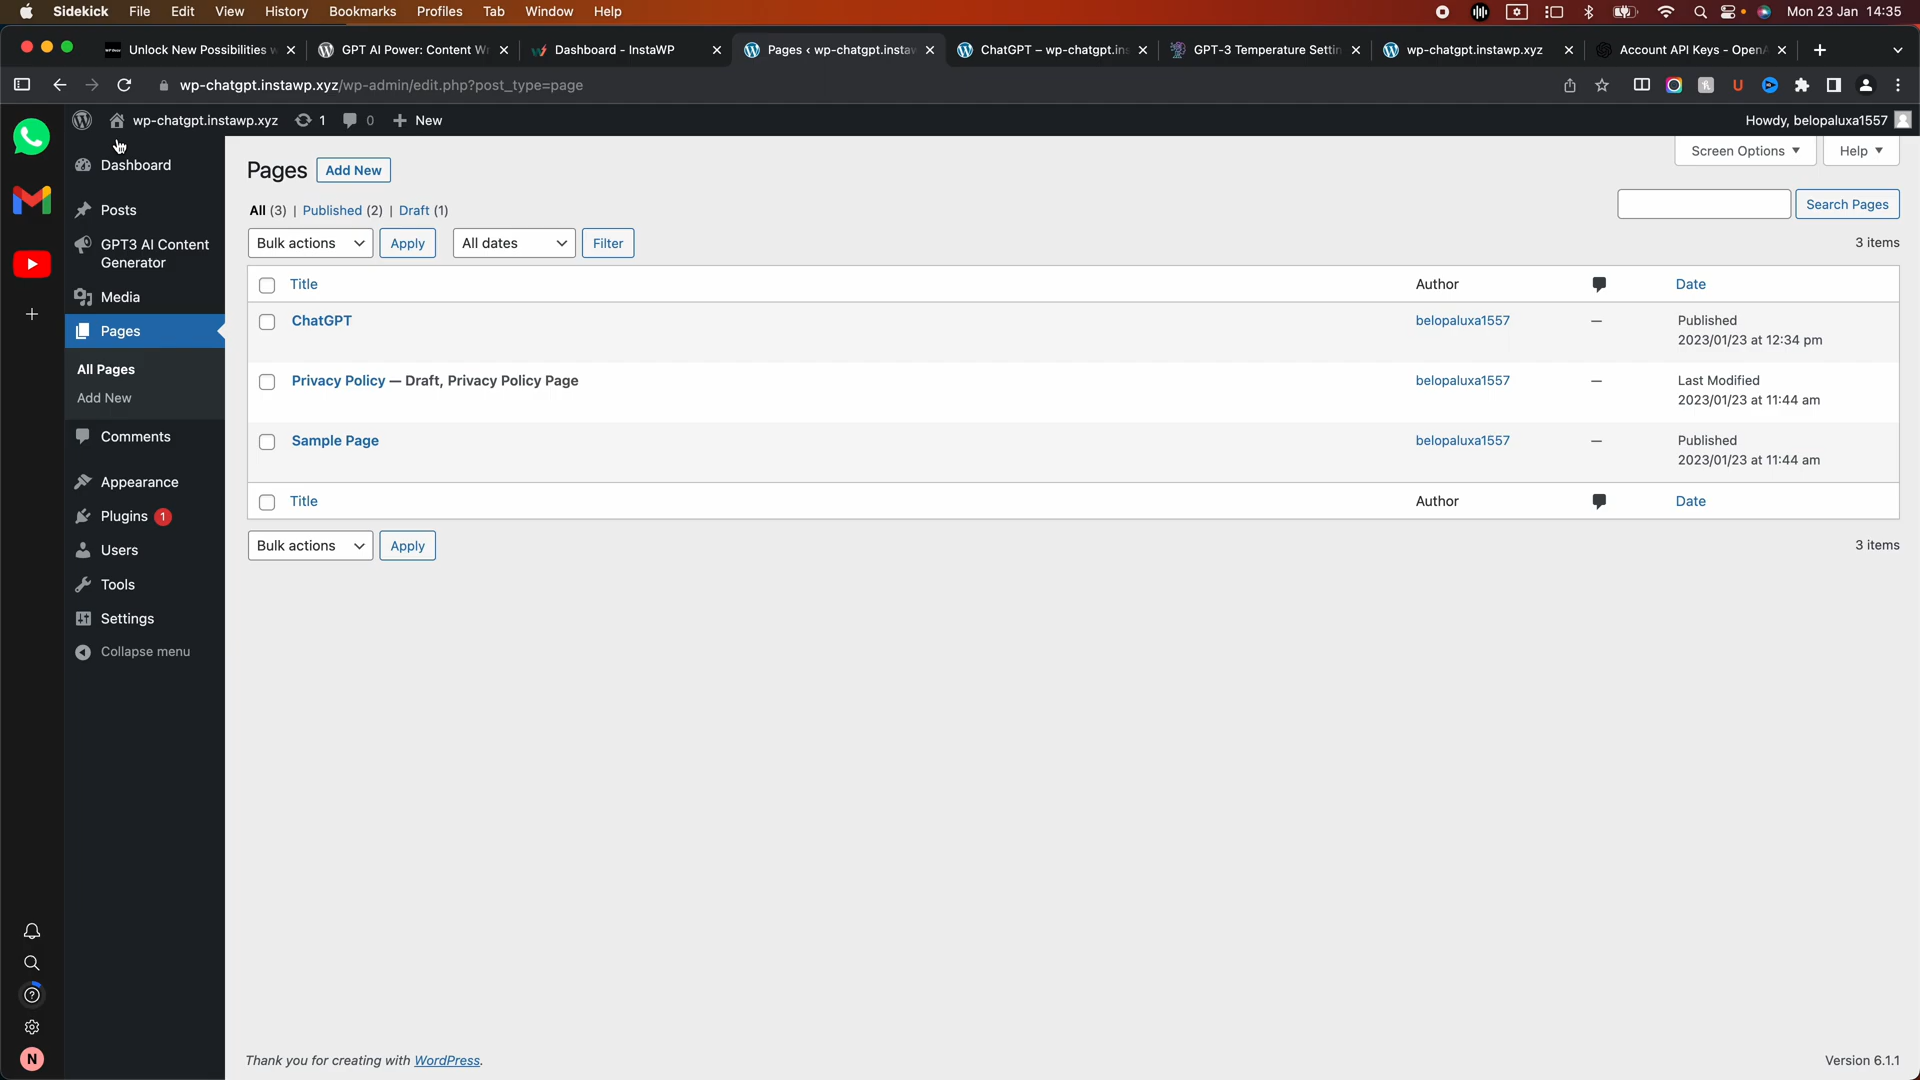 Sidekick File Edit View History Bookmarks Profiles Tab Window Help Mon 23 Jan 14:35
Unlock New Possibilities w GPT AI Power: Content Wr Dashboard - InstaWP Pages ‹ wp-chatgpt.instaw ChatGPT – wp-chatgpt.ins GPT-3 Temperature Settin wp-chatgpt.instawp.xyz Account API Keys - OpenA
wp-chatgpt.instawp.xyz/wp-admin/edit.php?post_type=page
wp-chatgpt.instawp.xyz 1 0 New Howdy, belopaluxa1557
Dashboard
Posts
GPT3 AI Content
Generator
Media
Pages
All Pages
Add New
Comments
Appearance
Plugins 1
Users
Tools
Settings
Collapse menu
N
Screen Options Help
Pages Add New
All (3) | Published (2) | Draft (1)
Search Pages
Bulk actions Apply All dates Filter 3 items
Title Author Date
ChatGPT belopaluxa1557 — Published
2023/01/23 at 12:34 pm
Privacy Policy — Draft, Privacy Policy Page belopaluxa1557 — Last Modified
2023/01/23 at 11:44 am
Sample Page belopaluxa1557 — Published
2023/01/23 at 11:44 am
Title Author Date
Bulk actions Apply 3 items
Thank you for creating with WordPress. Version 6.1.1